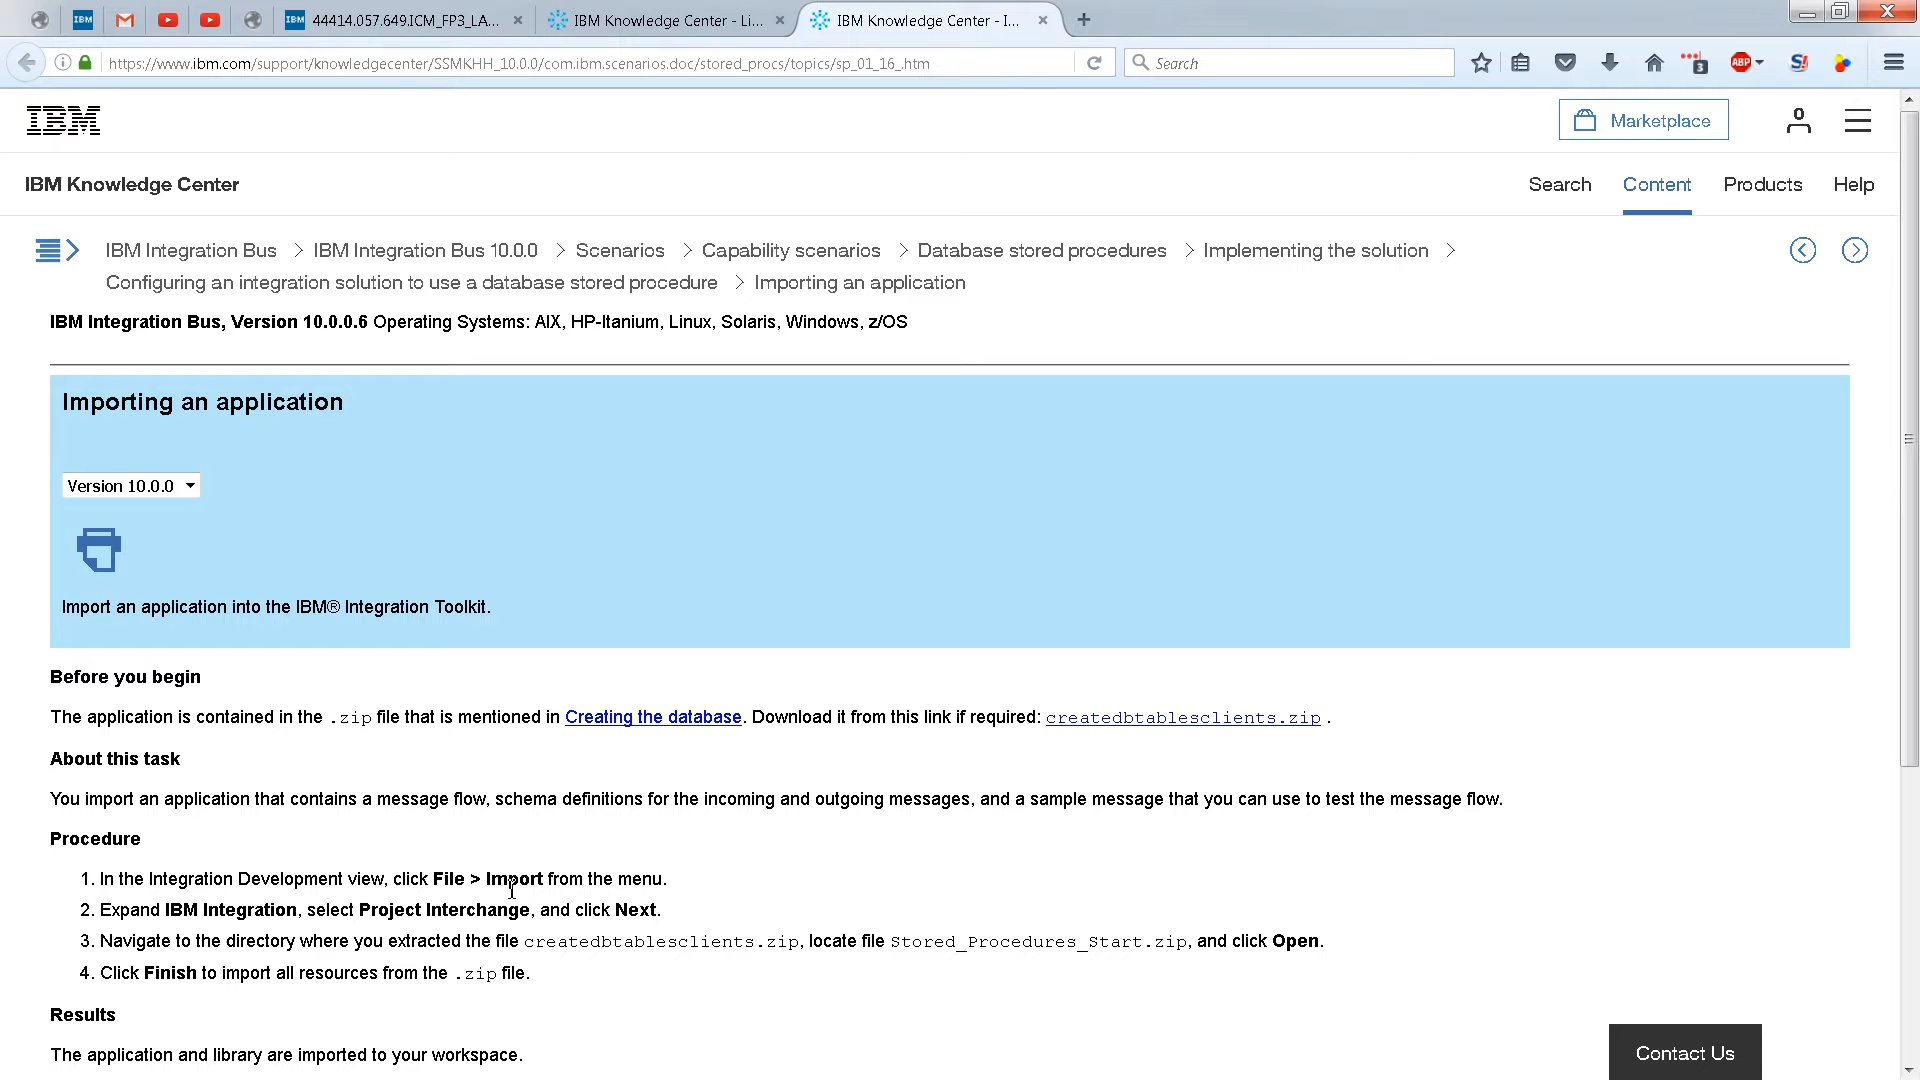 IBM
IBM 44414.057.649.ICM_FP3_LA...
IBM Knowledge Center - Li...
IBM Knowledge Center - I...
https://www.ibm.com/support/knowledgecenter/SSMKHH_10.0.0/com.ibm.scenarios.doc/stored_procs/topics/sp_01_16_.htm
Search
3
ABP
S!
IBM
Marketplace
IBM Knowledge Center
Search
Content
Products
Help
IBM Integration Bus > IBM Integration Bus 10.0.0 > Scenarios > Capability scenarios > Database stored procedures > Implementing the solution >
Configuring an integration solution to use a database stored procedure > Importing an application
IBM Integration Bus, Version 10.0.0.6 Operating Systems: AIX, HP-Itanium, Linux, Solaris, Windows, z/OS
Importing an application
Version 10.0.0
Import an application into the IBM® Integration Toolkit.
Before you begin
The application is contained in the .zip file that is mentioned in Creating the database. Download it from this link if required: createdbtablesclients.zip .
About this task
You import an application that contains a message flow, schema definitions for the incoming and outgoing messages, and a sample message that you can use to test the message flow.
Procedure
1. In the Integration Development view, click File > Import from the menu.
2. Expand IBM Integration, select Project Interchange, and click Next.
3. Navigate to the directory where you extracted the file createdbtablesclients.zip, locate file Stored_Procedures_Start.zip, and click Open.
4. Click Finish to import all resources from the .zip file.
Results
The application and library are imported to your workspace.
Contact Us